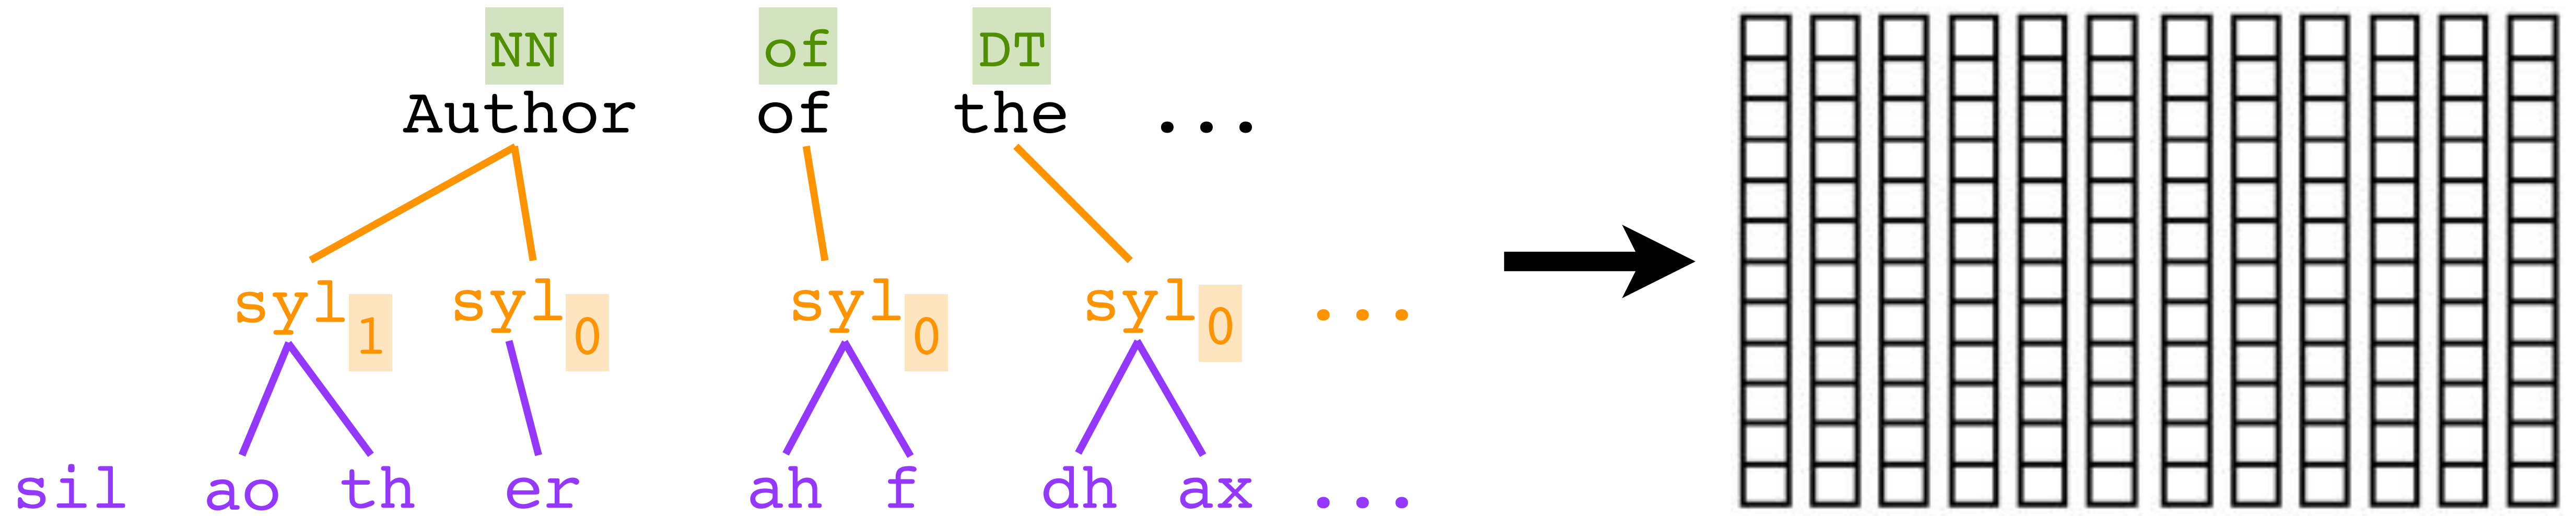 NN of DT
Author of the ...
syl1 syl0 syl0 syl0 ...
sil ao th er ah f dh ax ...